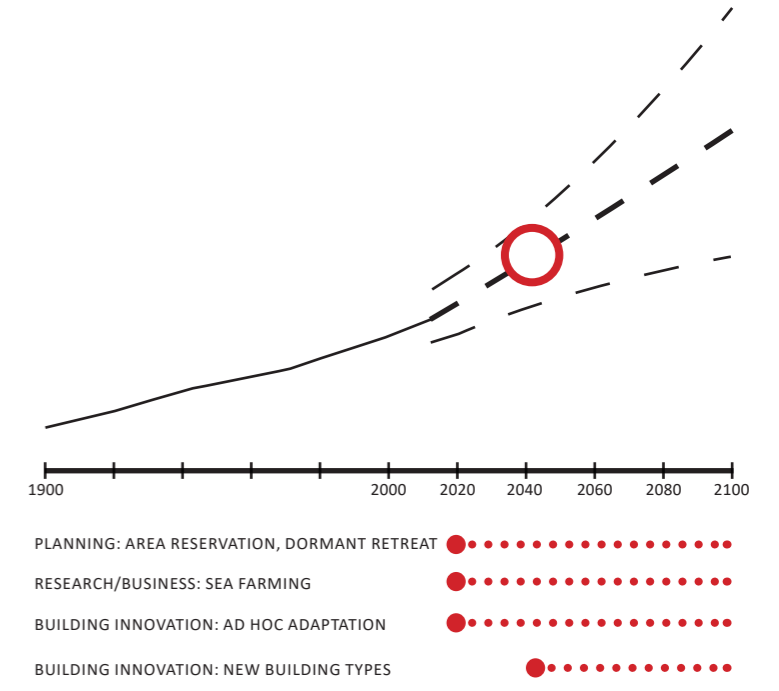 1900 2000 2020 2040 2060 2080 2100
PLANNING: AREA RESERVATION, DORMANT RETREAT
RESEARCH/BUSINESS: SEA FARMING
BUILDING INNOVATION: AD HOC ADAPTATION
BUILDING INNOVATION: NEW BUILDING TYPES